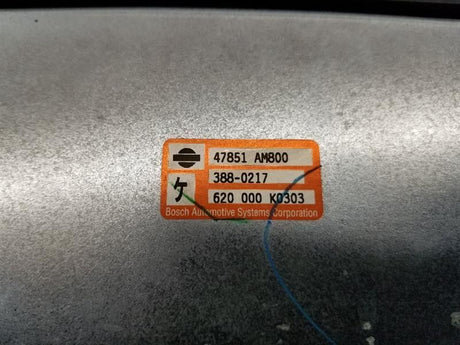 47851 AM800
388-0217
ケ
620 000 K0303
Bosch Automotive Systems Corporation